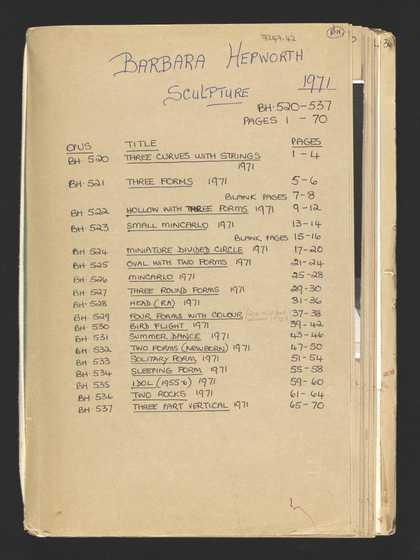 7247.42
BH
BARBARA HEPWORTH
SCULPTURE 1971
BH·520-537
PAGES 1 - 70
OPUS TITLE PAGES
BH 520 THREE CURVES WITH STRINGS 1-4
1971
BH·521 THREE FORMS 1971 5-6
BLANK PAGES 7-8
BH·522 HOLLOW WITH THREE FORMS 1971 9-12
BH·523 SMALL MINCARLO 1971 13-14
BLANK PAGES 15-16
BH·524 MINIATURE DIVIDED CIRCLE 1971 17-20
BH·525 OVAL WITH TWO FORMS 1971 21-24
BH·526 MINCARLO 1971 25-28
BH·527 THREE ROUND FORMS 1971 29-30
BH·528 HEAD (RA) 1971 31-36
BH·529 FOUR FORMS WITH COLOUR 37-38
BH·530 BIRD FLIGHT 1971 39-42
BH·531 SUMMER DANCE 1971 43-46
BH·532 TWO FORMS (NEWBORN) 1971 47-50
BH·533 SOLITARY FORM, 1971 51-54
BH·534 SLEEPING FORM 1971 55-58
BH·535 IDOL (1955-6) 1971 59-60
BH·536 TWO ROCKS 1971 61-64
BH·537 THREE PART VERTICAL 1971 65-70